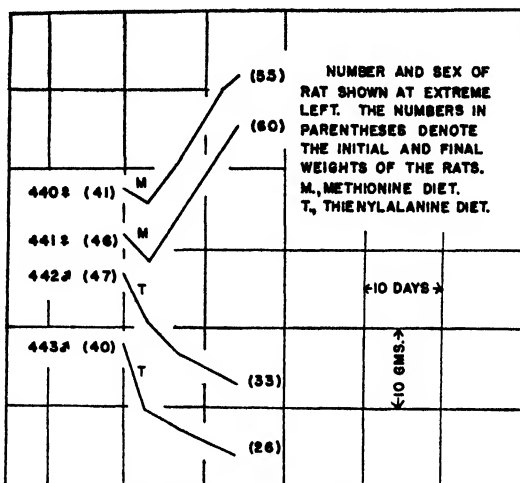 (55)
NUMBER AND SEX OF
RAT SHOWN AT EXTREME
LEFT. THE NUMBERS IN
PARENTHESES DENOTE
THE INITIAL AND FINAL
WEIGHTS OF THE RATS.
M., METHIONINE DIET.
T., THIENYLALANINE DIET.
(60)
440♀ (41) M
441♀ (46) M
442♂ (47) T
443♂ (40) T
(33)
(26)
←10 DAYS→
←10 GMS.→